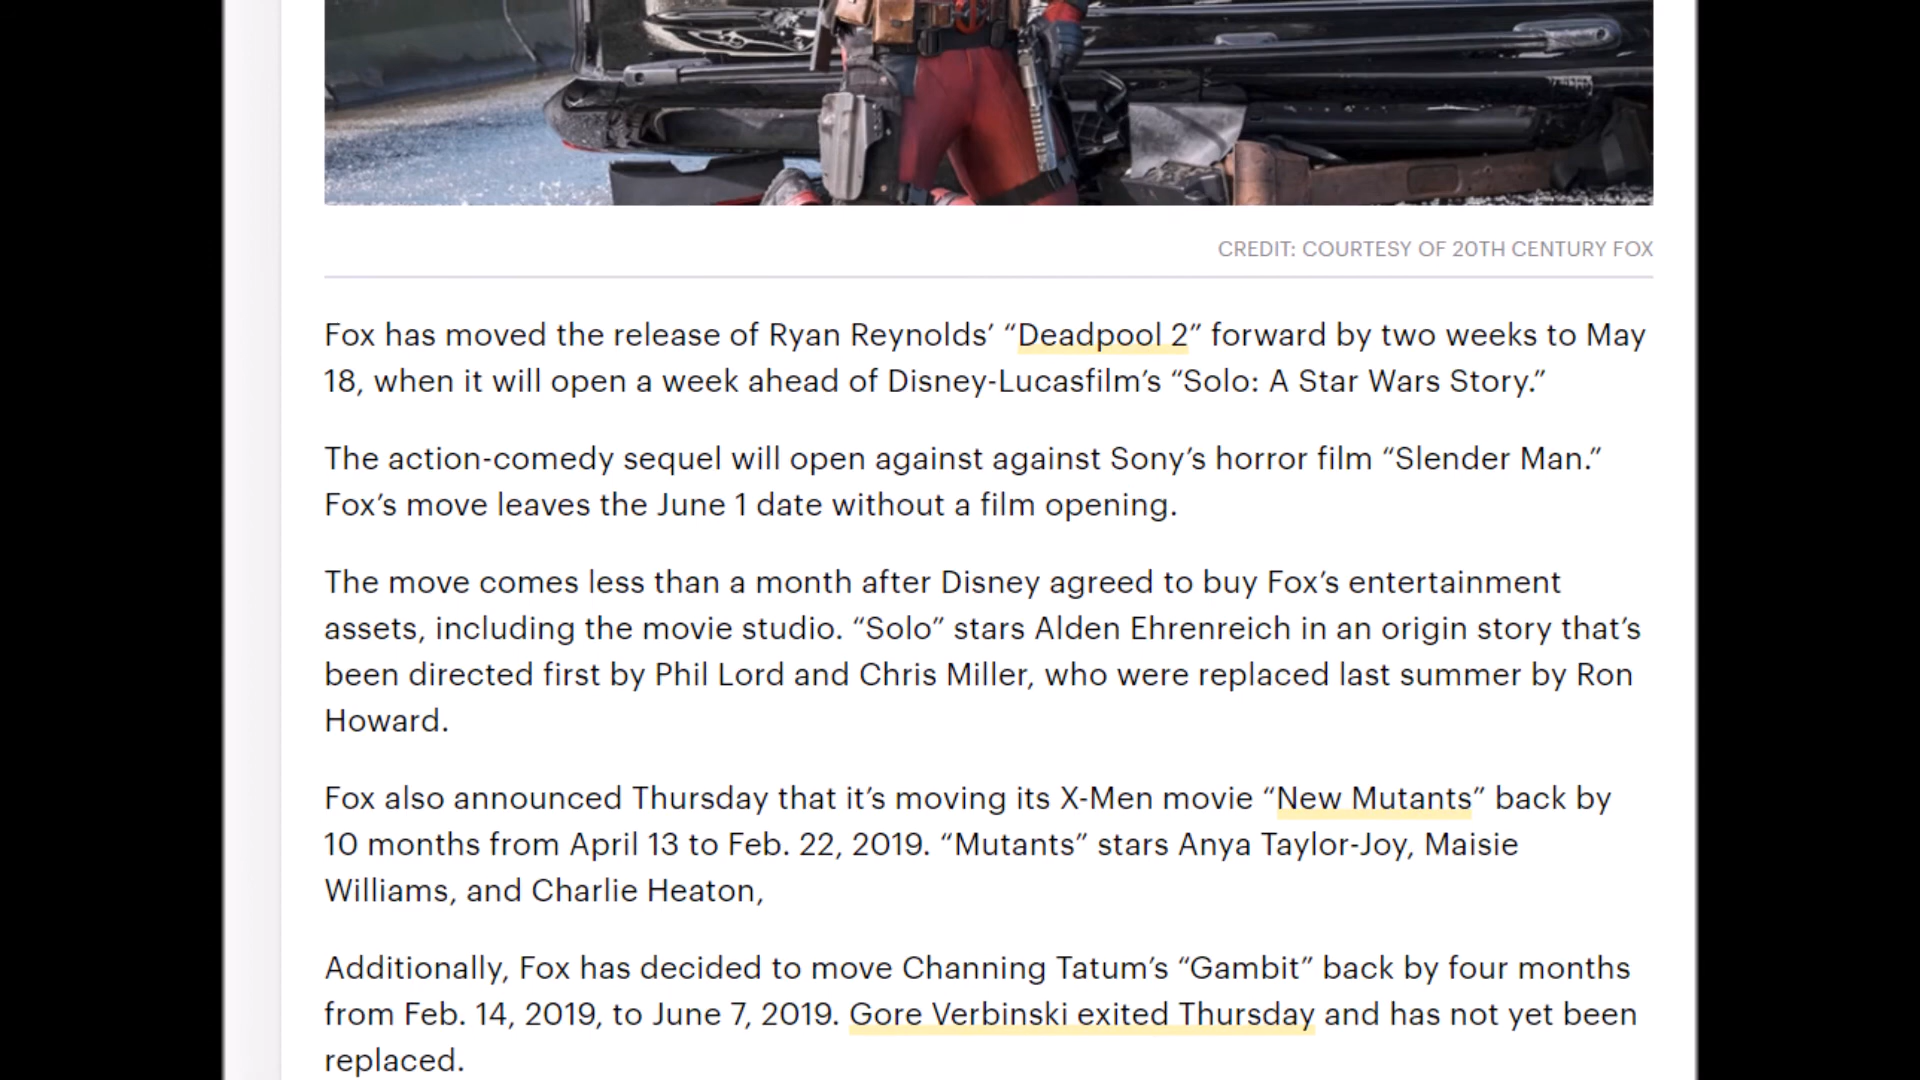 CREDIT: COURTESY OF 20TH CENTURY FOX
Fox has moved the release of Ryan Reynolds’ “Deadpool 2” forward by two weeks to May
18, when it will open a week ahead of Disney-Lucasfilm’s “Solo: A Star Wars Story.”
The action-comedy sequel will open against against Sony’s horror film “Slender Man.”
Fox’s move leaves the June 1 date without a film opening.
The move comes less than a month after Disney agreed to buy Fox’s entertainment
assets, including the movie studio. “Solo” stars Alden Ehrenreich in an origin story that’s
been directed first by Phil Lord and Chris Miller, who were replaced last summer by Ron
Howard.
Fox also announced Thursday that it’s moving its X-Men movie “New Mutants” back by
10 months from April 13 to Feb. 22, 2019. “Mutants” stars Anya Taylor-Joy, Maisie
Williams, and Charlie Heaton,
Additionally, Fox has decided to move Channing Tatum’s “Gambit” back by four months
from Feb. 14, 2019, to June 7, 2019. Gore Verbinski exited Thursday and has not yet been
replaced.